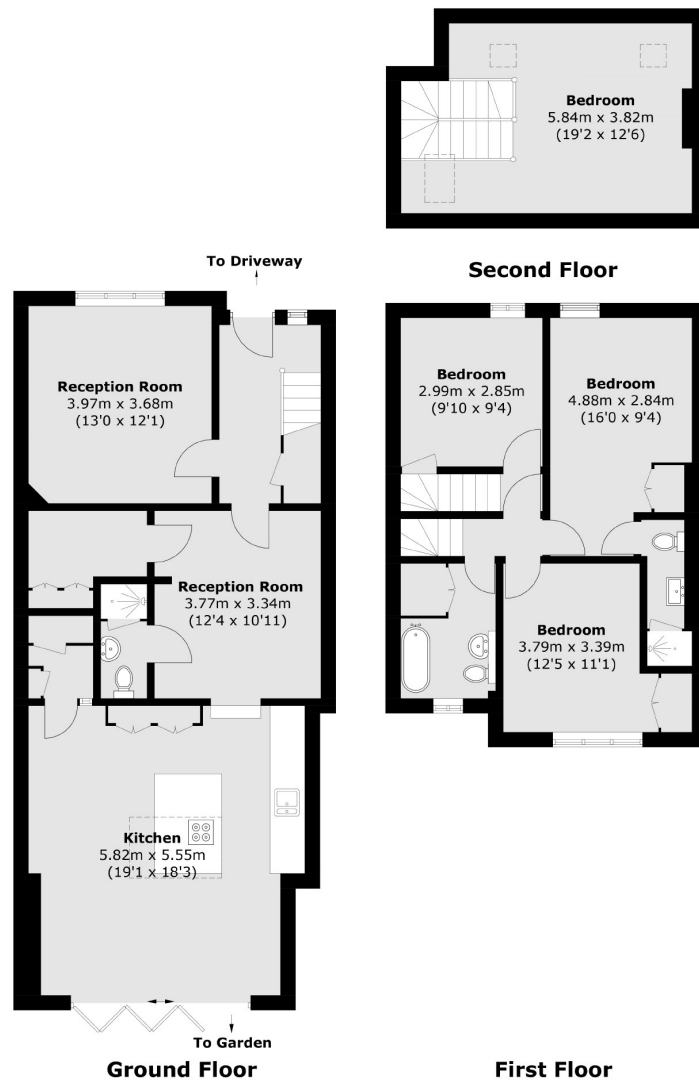 Bedroom
5.84m x 3.82m
(19'2 x 12'6)
Second Floor
To Driveway
Reception Room
3.97m x 3.68m
(13'0 x 12'1)
Reception Room
3.77m x 3.34m
(12'4 x 10'11)
Kitchen
5.82m x 5.55m
(19'1 x 18'3)
To Garden
Ground Floor
Bedroom
2.99m x 2.85m
(9'10 x 9'4)
Bedroom
4.88m x 2.84m
(16'0 x 9'4)
Bedroom
3.79m x 3.39m
(12'5 x 11'1)
First Floor